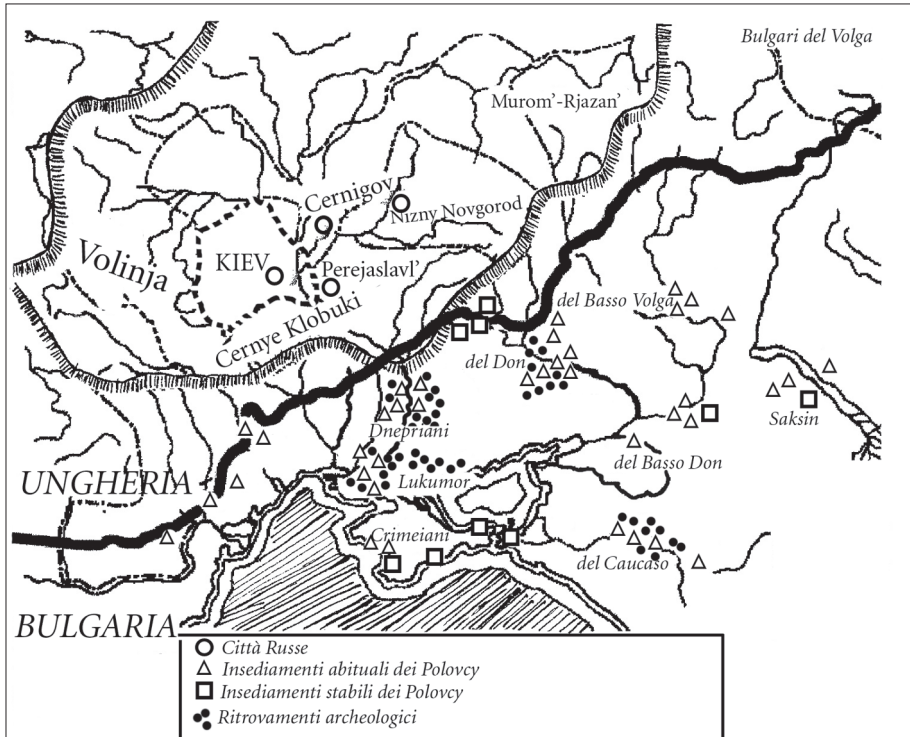 Bulgari del Volga
Murom’-Rjazan’
Cernigov
Nizny Novgorod
Volinja
KIEV
Perejaslavl’
Cernye Klobuki
del Basso Volga
del Don
Dnepriani
Saksin
UNGHERIA
Lukumor
del Basso Don
Crimeiani
del Caucaso
BULGARIA
Città Russe
Insediamenti abituali dei Polovcy
Insediamenti stabili dei Polovcy
Ritrovamenti archeologici